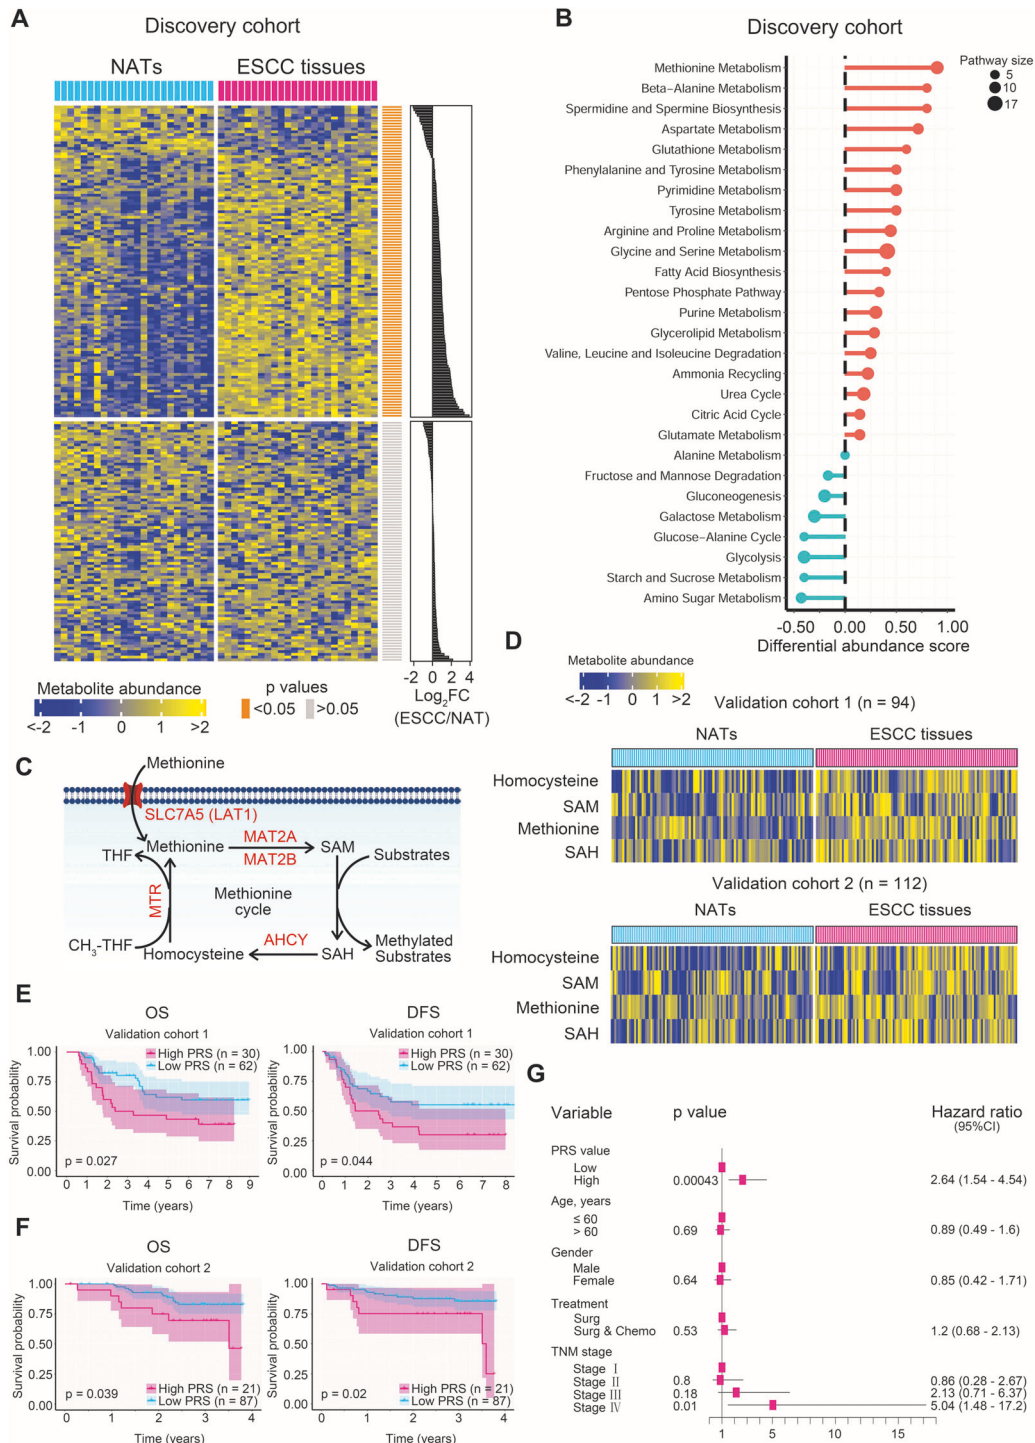 A
Discovery cohort
NATs
ESCC tissues
-2 0 2 4
Log2FC
(ESCC/NAT)
Metabolite abundance
<-2 -1 0 1 >2
p values
<0.05 >0.05
B
Discovery cohort
Pathway size
5
10
17
Methionine Metabolism
Beta-Alanine Metabolism
Spermidine and Spermine Biosynthesis
Aspartate Metabolism
Glutathione Metabolism
Phenylalanine and Tyrosine Metabolism
Pyrimidine Metabolism
Tyrosine Metabolism
Arginine and Proline Metabolism
Glycine and Serine Metabolism
Fatty Acid Biosynthesis
Pentose Phosphate Pathway
Purine Metabolism
Glycerolipid Metabolism
Valine, Leucine and Isoleucine Degradation
Ammonia Recycling
Urea Cycle
Citric Acid Cycle
Glutamate Metabolism
Alanine Metabolism
Fructose and Mannose Degradation
Gluconeogenesis
Galactose Metabolism
Glucose-Alanine Cycle
Glycolysis
Starch and Sucrose Metabolism
Amino Sugar Metabolism
-0.50 0.00 0.50 1.00
Differential abundance score
C
Methionine
SLC7A5 (LAT1)
Methionine
MAT2A
MAT2B
SAM
Substrates
THF
MTR
Methionine
cycle
CH3-THF
Homocysteine
AHCY
SAH
Methylated
Substrates
D
Metabolite abundance
<-2 -1 0 1 >2
Validation cohort 1 (n = 94)
NATs
ESCC tissues
Homocysteine
SAM
Methionine
SAH
Validation cohort 2 (n = 112)
NATs
ESCC tissues
Homocysteine
SAM
Methionine
SAH
E
OS
Validation cohort 1
Survival probability
1.00
0.75
0.50
0.25
0.00
High PRS (n = 30)
Low PRS (n = 62)
p = 0.027
0 1 2 3 4 5 6 7 8 9
Time (years)
DFS
Validation cohort 1
Survival probability
1.00
0.75
0.50
0.25
0.00
High PRS (n = 30)
Low PRS (n = 62)
p = 0.044
0 1 2 3 4 5 6 7 8
Time (years)
F
OS
Validation cohort 2
Survival probability
1.00
0.75
0.50
0.25
0.00
p = 0.039
High PRS (n = 21)
Low PRS (n = 87)
0 1 2 3 4
Time (years)
DFS
Validation cohort 2
Survival probability
1.00
0.75
0.50
0.25
0.00
p = 0.02
High PRS (n = 21)
Low PRS (n = 87)
0 1 2 3 4
Time (years)
G
Variable p value Hazard ratio
(95%CI)
PRS value
Low
High 0.00043 2.64 (1.54 - 4.54)
Age, years
≤ 60
> 60 0.69 0.89 (0.49 - 1.6)
Gender
Male
Female 0.64 0.85 (0.42 - 1.71)
Treatment
Surg
Surg & Chemo 0.53 1.2 (0.68 - 2.13)
TNM stage
Stage I
Stage II 0.8 0.86 (0.28 - 2.67)
Stage III 0.18 2.13 (0.71 - 6.37)
Stage IV 0.01 5.04 (1.48 - 17.2)
1 5 10 15